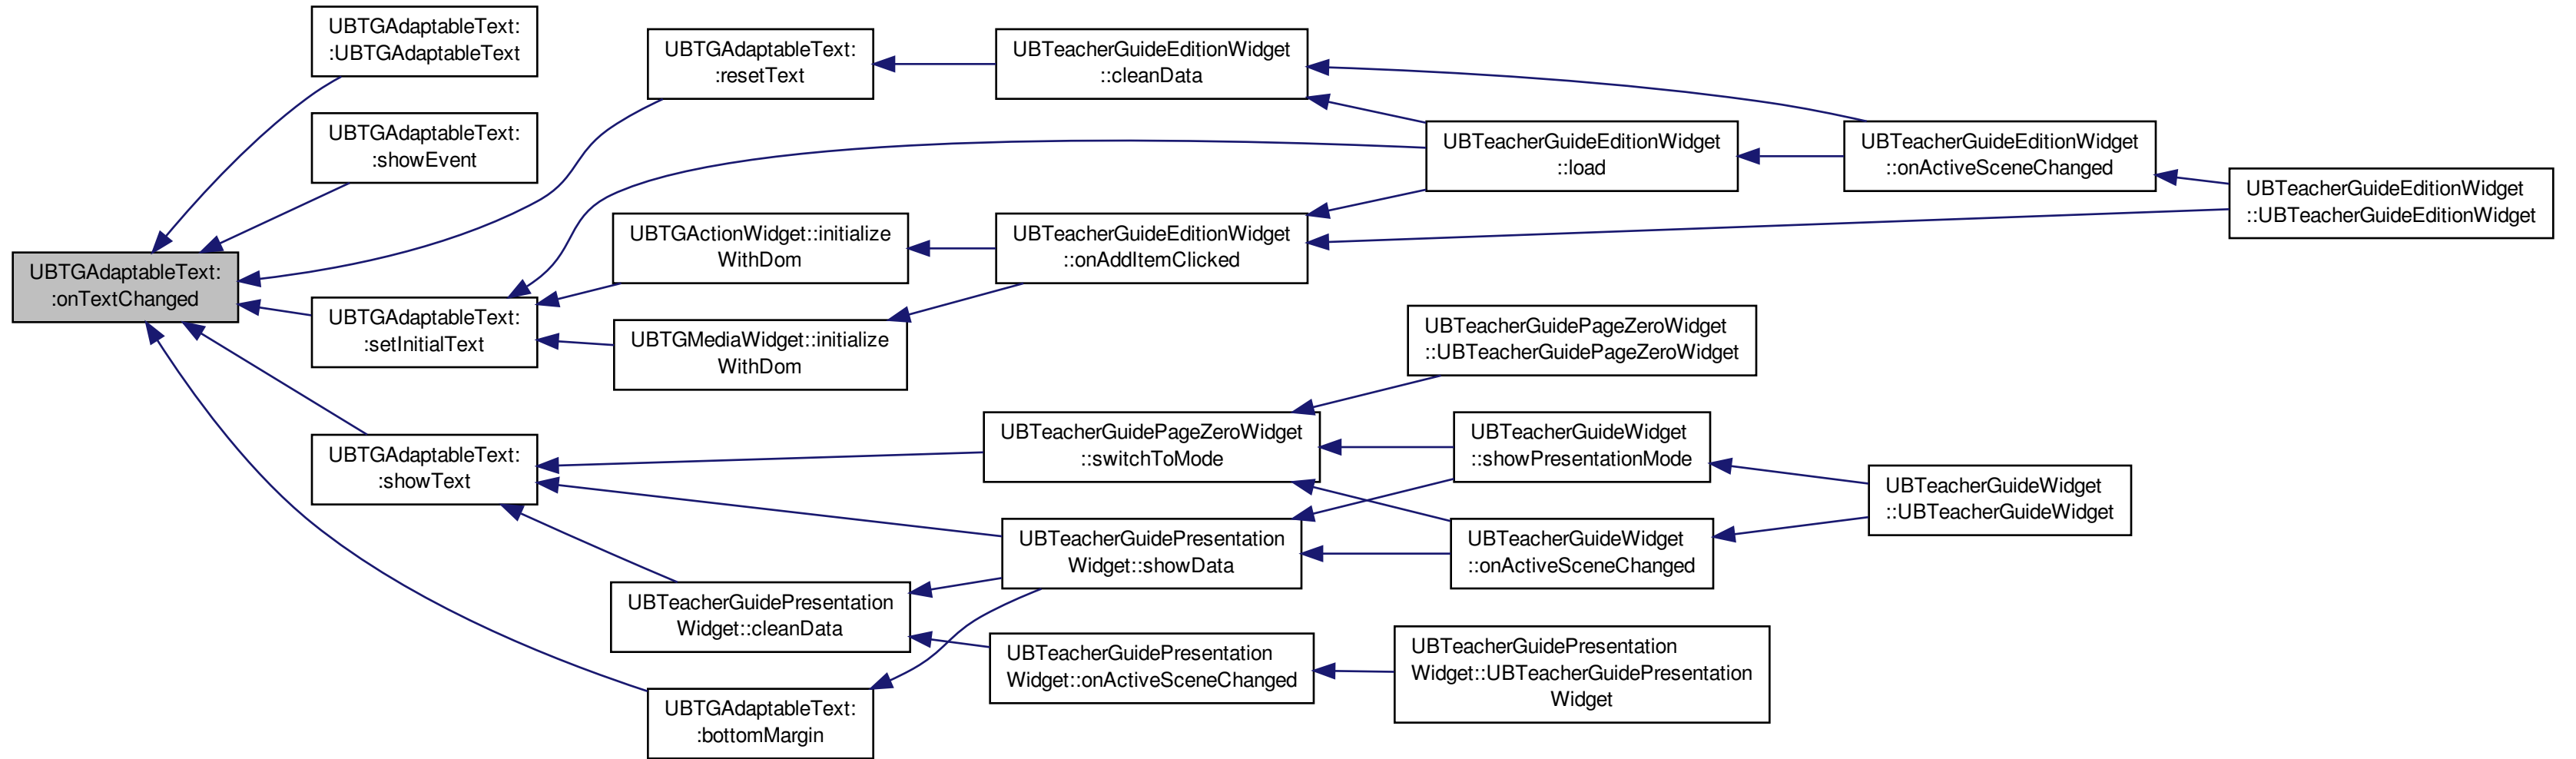 UBTGAdaptableText:
:onTextChanged
UBTGAdaptableText:
:UBTGAdaptableText
UBTGAdaptableText:
:showEvent
UBTGAdaptableText:
:setInitialText
UBTGAdaptableText:
:showText
UBTGAdaptableText:
:resetText
UBTGActionWidget::initialize
WithDom
UBTGMediaWidget::initialize
WithDom
UBTeacherGuidePresentation
Widget::cleanData
UBTGAdaptableText:
:bottomMargin
UBTeacherGuideEditionWidget
::cleanData
UBTeacherGuideEditionWidget
::onAddItemClicked
UBTeacherGuidePageZeroWidget
::switchToMode
UBTeacherGuidePresentation
Widget::showData
UBTeacherGuidePresentation
Widget::onActiveSceneChanged
UBTeacherGuideEditionWidget
::load
UBTeacherGuidePageZeroWidget
::UBTeacherGuidePageZeroWidget
UBTeacherGuideWidget
::showPresentationMode
UBTeacherGuideWidget
::onActiveSceneChanged
UBTeacherGuidePresentation
Widget::UBTeacherGuidePresentation
Widget
UBTeacherGuideEditionWidget
::onActiveSceneChanged
UBTeacherGuideWidget
::UBTeacherGuideWidget
UBTeacherGuideEditionWidget
::UBTeacherGuideEditionWidget